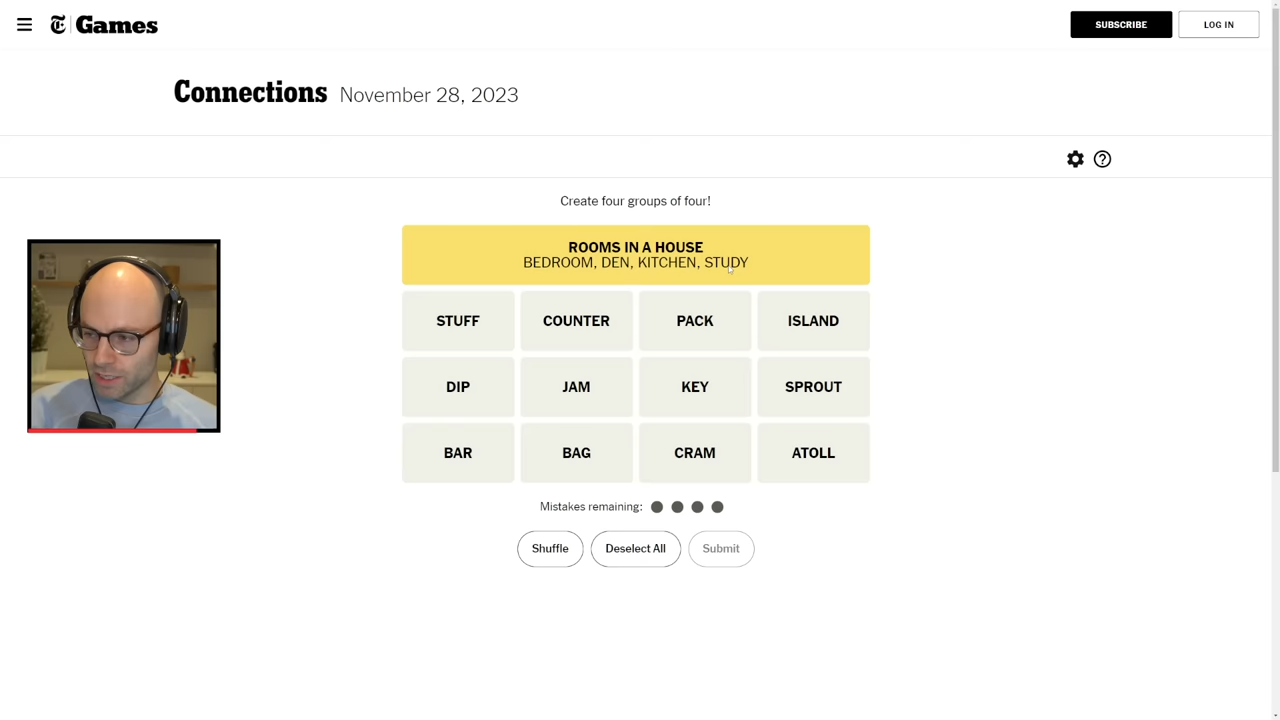 Games
SUBSCRIBE
LOG IN
Connections November 28, 2023
Create four groups of four!
ROOMS IN A HOUSE
BEDROOM, DEN, KITCHEN, STUDY
STUFF COUNTER PACK ISLAND
DIP JAM KEY SPROUT
BAR BAG CRAM ATOLL
Mistakes remaining:
Shuffle Deselect All Submit